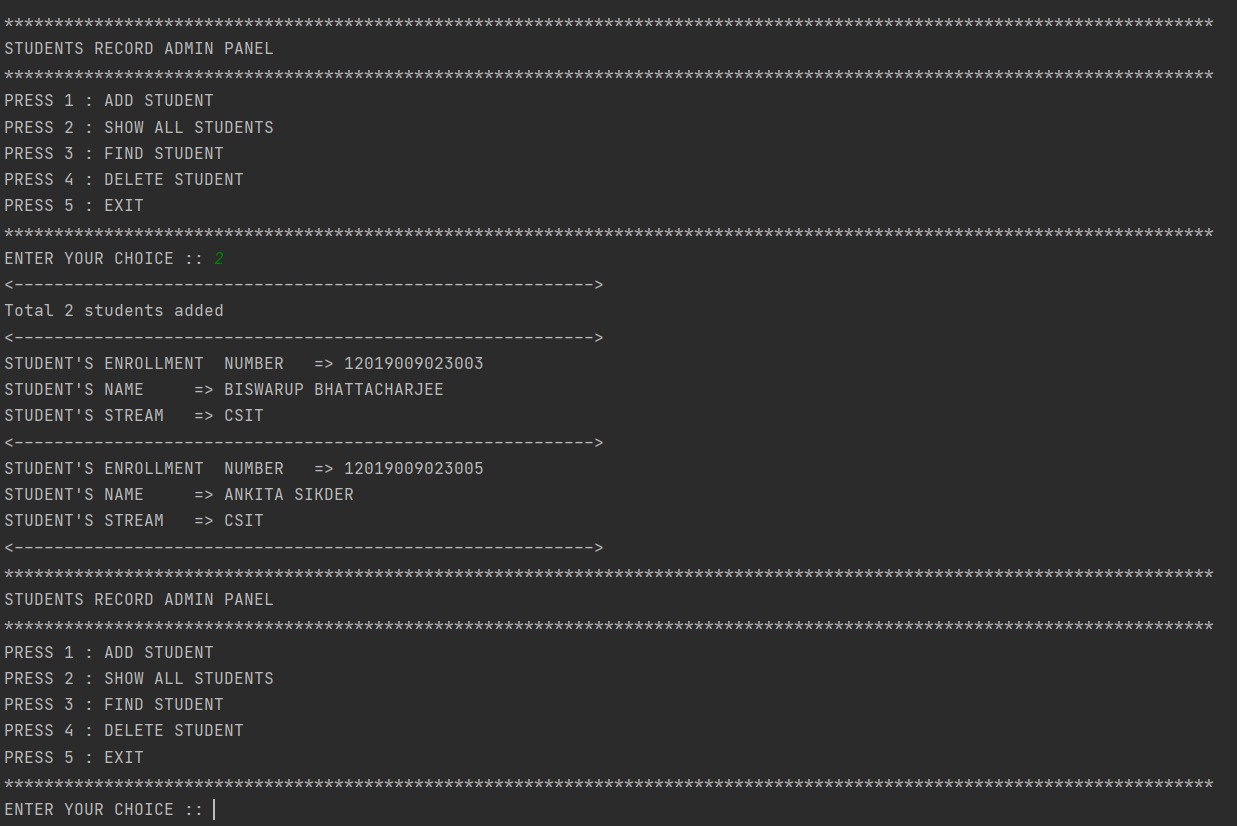 *************************************************************************************************************************
STUDENTS RECORD ADMIN PANEL
*************************************************************************************************************************
PRESS 1 : ADD STUDENT
PRESS 2 : SHOW ALL STUDENTS
PRESS 3 : FIND STUDENT
PRESS 4 : DELETE STUDENT
PRESS 5 : EXIT
*************************************************************************************************************************
ENTER YOUR CHOICE :: 2
<---------------------------------------------------------->
Total 2 students added
<---------------------------------------------------------->
STUDENT'S ENROLLMENT  NUMBER   => 12019009023003
STUDENT'S NAME     => BISWARUP BHATTACHARJEE
STUDENT'S STREAM   => CSIT
<---------------------------------------------------------->
STUDENT'S ENROLLMENT  NUMBER   => 12019009023005
STUDENT'S NAME     => ANKITA SIKDER
STUDENT'S STREAM   => CSIT
<---------------------------------------------------------->
*************************************************************************************************************************
STUDENTS RECORD ADMIN PANEL
*************************************************************************************************************************
PRESS 1 : ADD STUDENT
PRESS 2 : SHOW ALL STUDENTS
PRESS 3 : FIND STUDENT
PRESS 4 : DELETE STUDENT
PRESS 5 : EXIT
*************************************************************************************************************************
ENTER YOUR CHOICE ::